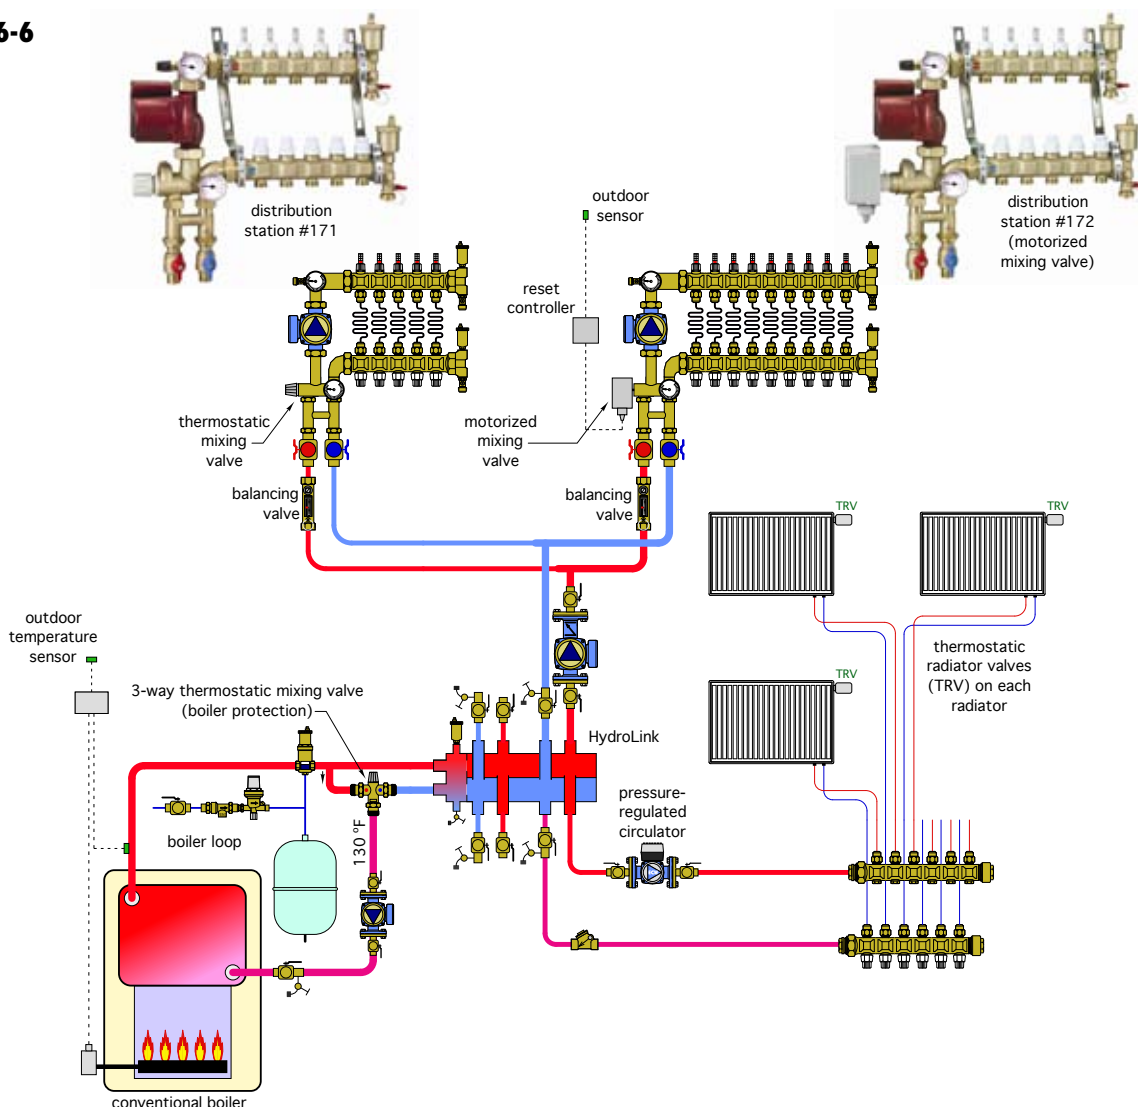 6-6
distribution
station #171
outdoor
sensor
distribution
station #172
(motorized
mixing valve)
reset
controller
thermostatic
mixing
valve
motorized
mixing
valve
balancing
valve
balancing
valve
TRV
TRV
outdoor
temperature
sensor
thermostatic
radiator valves
(TRV) on each
radiator
3-way thermostatic mixing valve
(boiler protection)
TRV
HydroLink
pressure-
regulated
circulator
boiler loop
130 ºF
conventional boiler